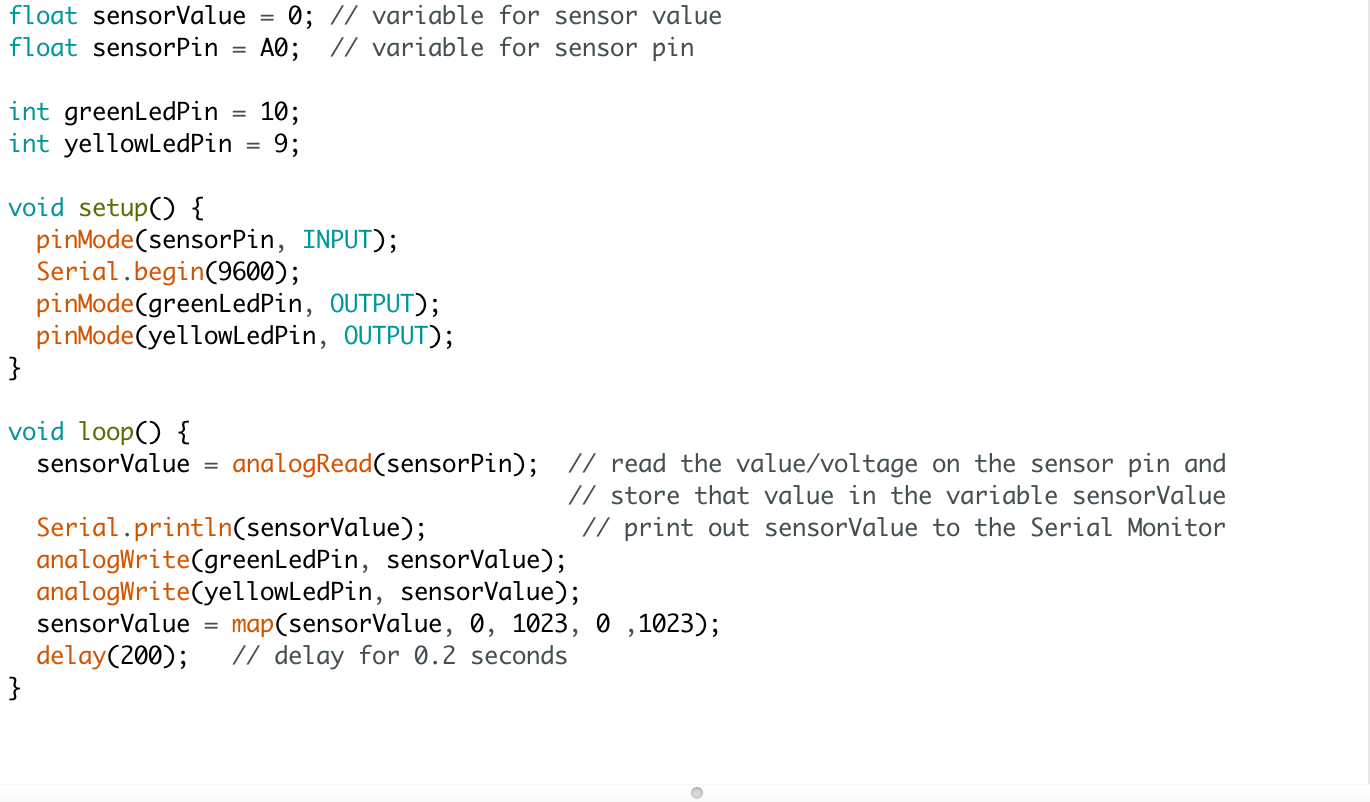 float sensorValue = 0; // variable for sensor value
float sensorPin = A0;  // variable for sensor pin

int greenLedPin = 10;
int yellowLedPin = 9;

void setup() {
  pinMode(sensorPin, INPUT);
  Serial.begin(9600);
  pinMode(greenLedPin, OUTPUT);
  pinMode(yellowLedPin, OUTPUT);
}

void loop() {
  sensorValue = analogRead(sensorPin);  // read the value/voltage on the sensor pin and
                                        // store that value in the variable sensorValue
  Serial.println(sensorValue);           // print out sensorValue to the Serial Monitor
  analogWrite(greenLedPin, sensorValue);
  analogWrite(yellowLedPin, sensorValue);
  sensorValue = map(sensorValue, 0, 1023, 0 ,1023);
  delay(200);   // delay for 0.2 seconds
}